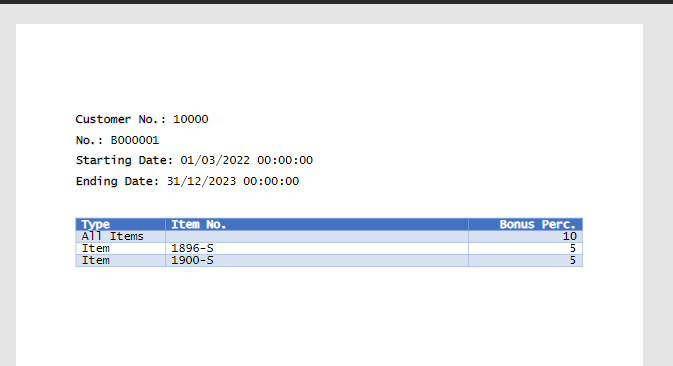 Customer No.: 10000
No.: B000001
Starting Date: 01/03/2022 00:00:00
Ending Date: 31/12/2023 00:00:00
Type Item No. Bonus Perc.
All Items 10
Item 1896-S 5
Item 1900-S 5